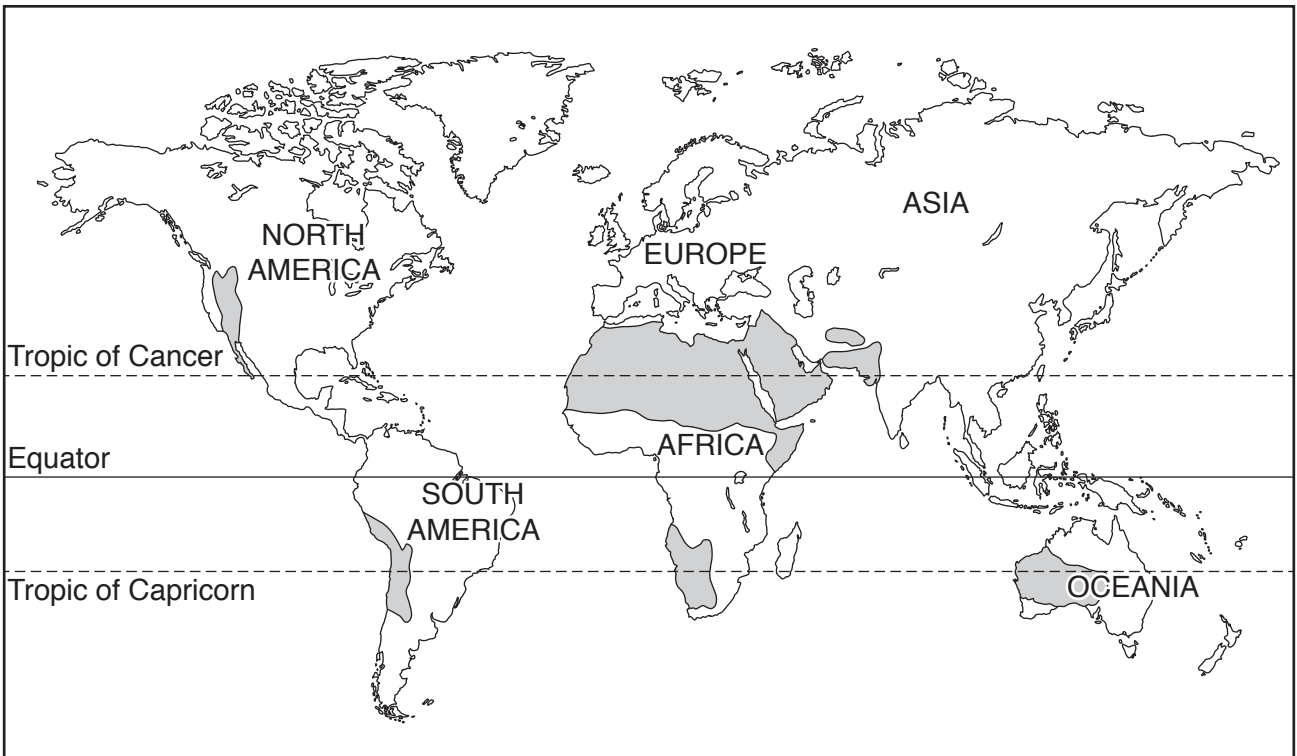 ASIA
NORTH
AMERICA
EUROPE
Tropic of Cancer
AFRICA
Equator
SOUTH
AMERICA
Tropic of Capricorn
OCEANIA